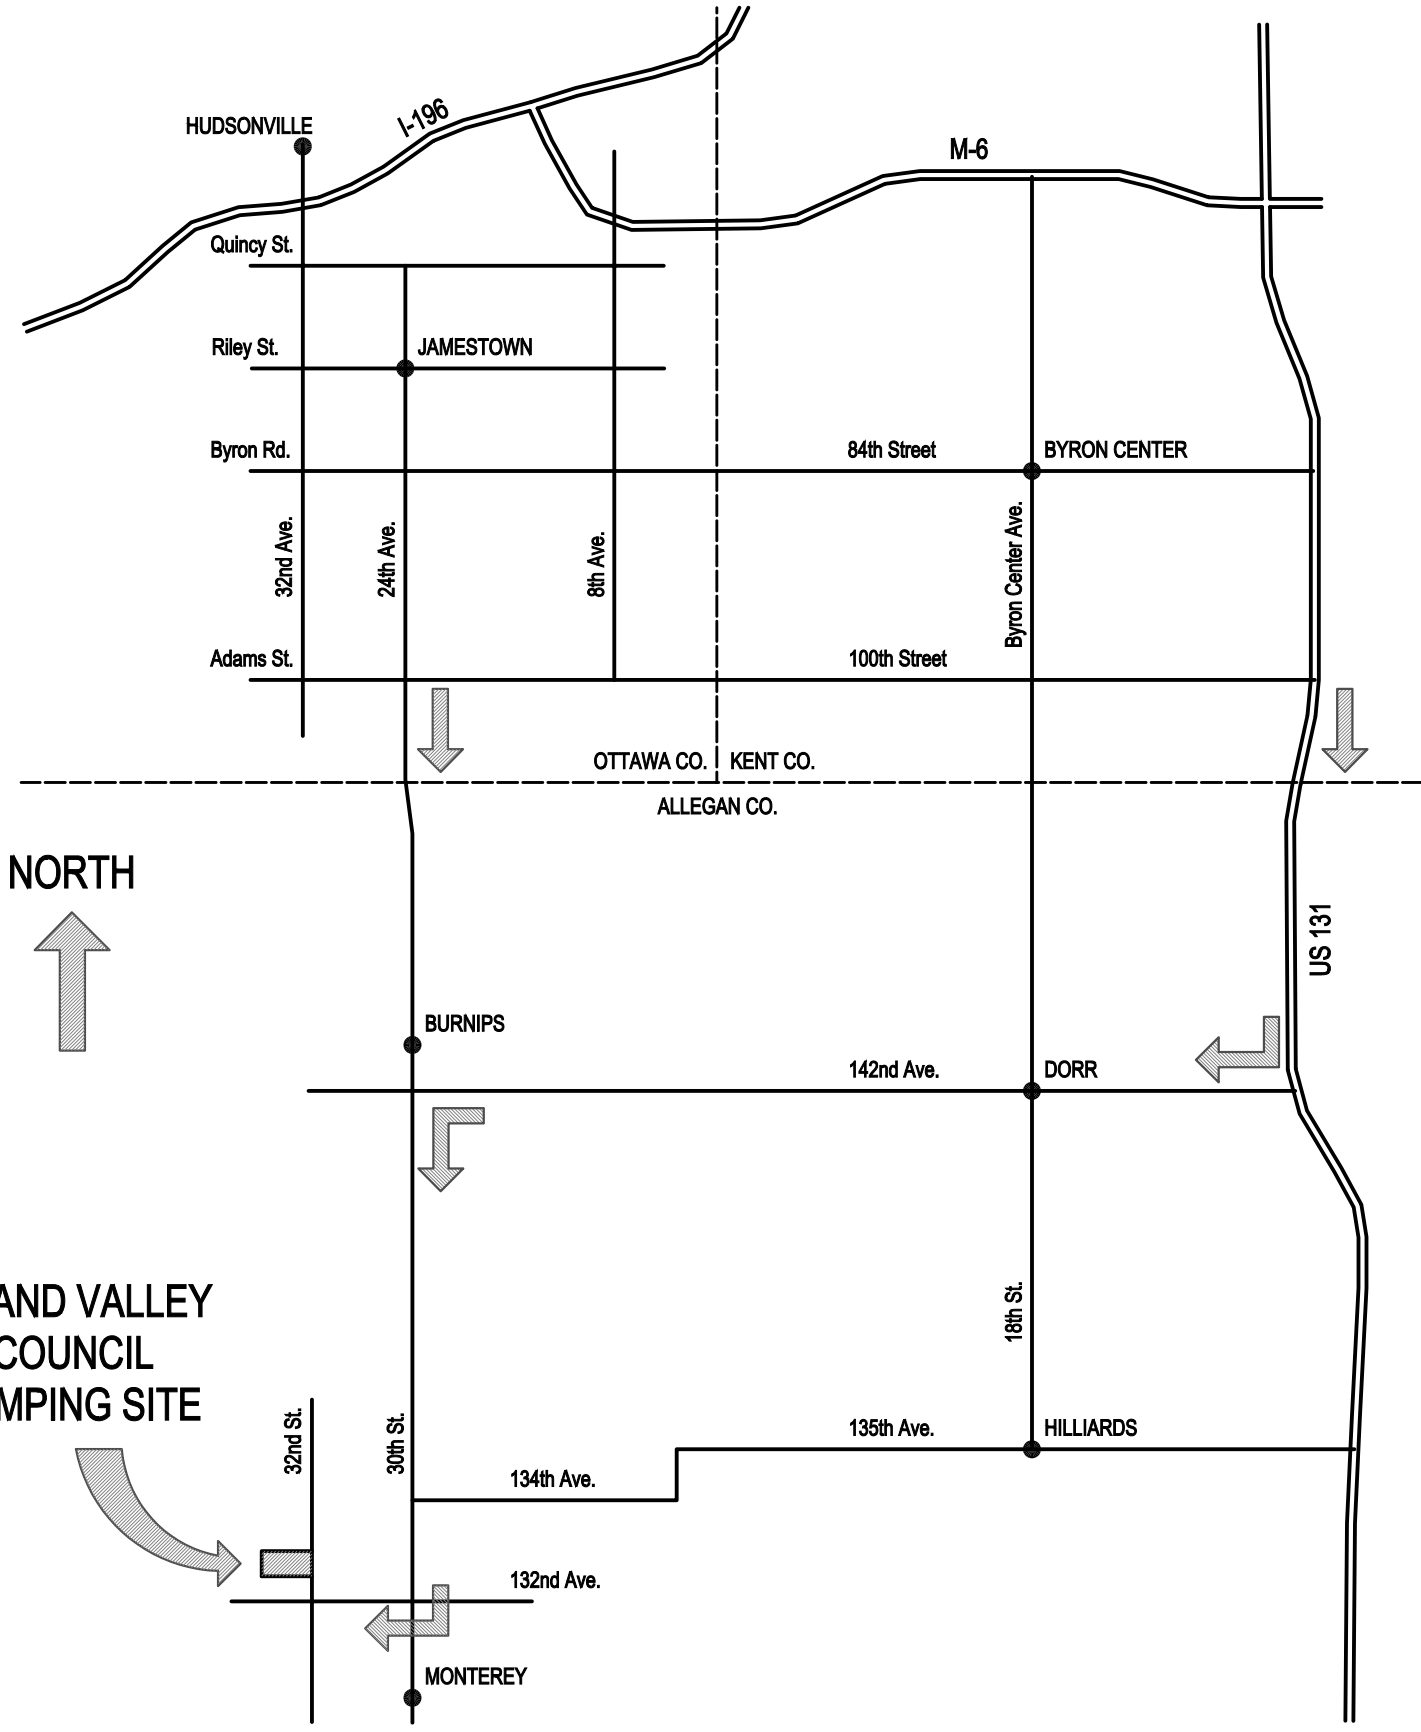 I-196
HUDSONVILLE
M-6
Quincy St.
Riley St.
JAMESTOWN
Byron Rd.
84th Street
BYRON CENTER
32nd Ave.
24th Ave.
8th Ave.
Byron Center Ave.
Adams St.
100th Street
OTTAWA CO.
KENT CO.
ALLEGAN CO.
NORTH
US 131
BURNIPS
142nd Ave.
DORR
AND VALLEY
COUNCIL
MPING SITE
18th St.
32nd St.
30th St.
135th Ave.
HILLIARDS
134th Ave.
132nd Ave.
MONTEREY